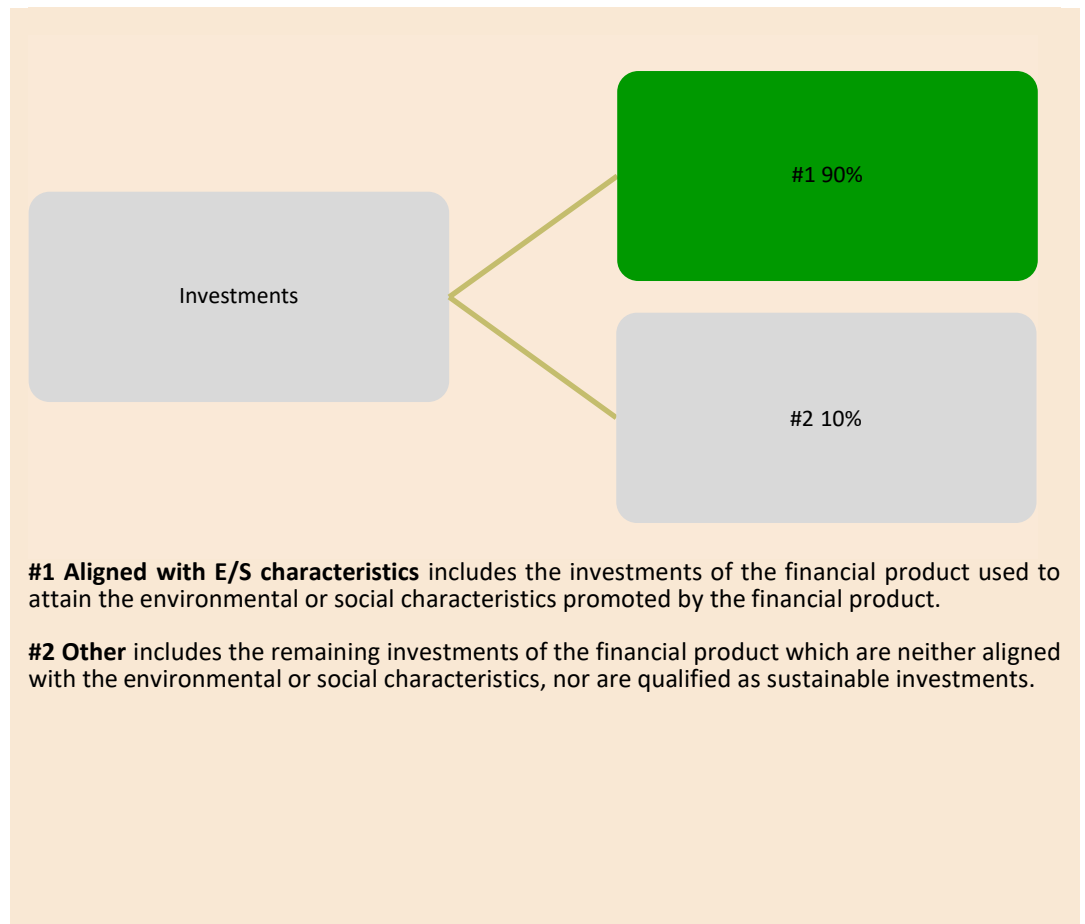 #1 90%
Investments
#2 10%
#1 Aligned with E/S characteristics includes the investments of the financial product used to
attain the environmental or social characteristics promoted by the financial product.
#2 Other includes the remaining investments of the financial product which are neither aligned
with the environmental or social characteristics, nor are qualified as sustainable investments.